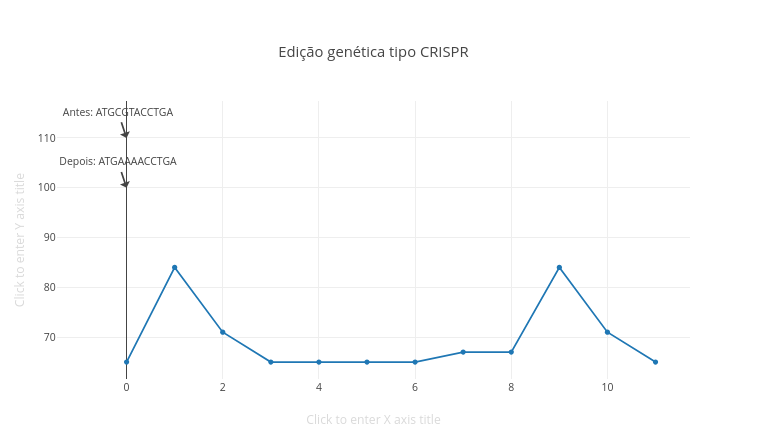 Edição genética tipo CRISPR
Antes: ATGCGTACCTGA
110
Depois: ATGAAAACCTGA
100
90
80
70
Click to enter Y axis title
0 2 4 6 8 10
Click to enter X axis title